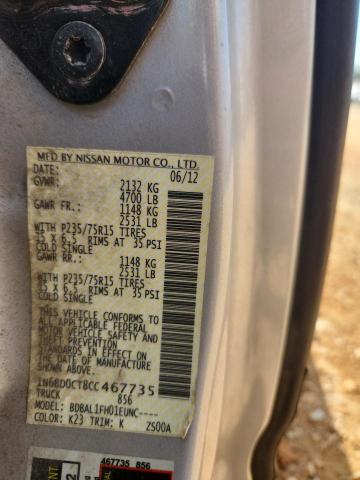 MFD BY NISSAN MOTOR CO., LTD.
DATE: 06/12
GVWR: 2132 KG
4700 LB
GAWR FR.: 1148 KG
2531 LB
WITH P235/75R15 TIRES
15 X 6.5 RIMS AT 35 PSI
COLD SINGLE
GAWR RR.: 1148 KG
2531 LB
WITH P235/75R15 TIRES
15 X 6.5 RIMS AT 35 PSI
COLD SINGLE
THIS VEHICLE CONFORMS TO ALL
APPLICABLE FEDERAL MOTOR
VEHICLE SAFETY
STANDARDS IN EFFECT ON THE
DATE OF MANUFACTURE
SHOWN ABOVE.
1N6BD0CT8CC467735
TRUCK 856
MODEL: BDBALIFH01EUNC----
COLOR: K23 TRIM: K ZS00A
467735 856